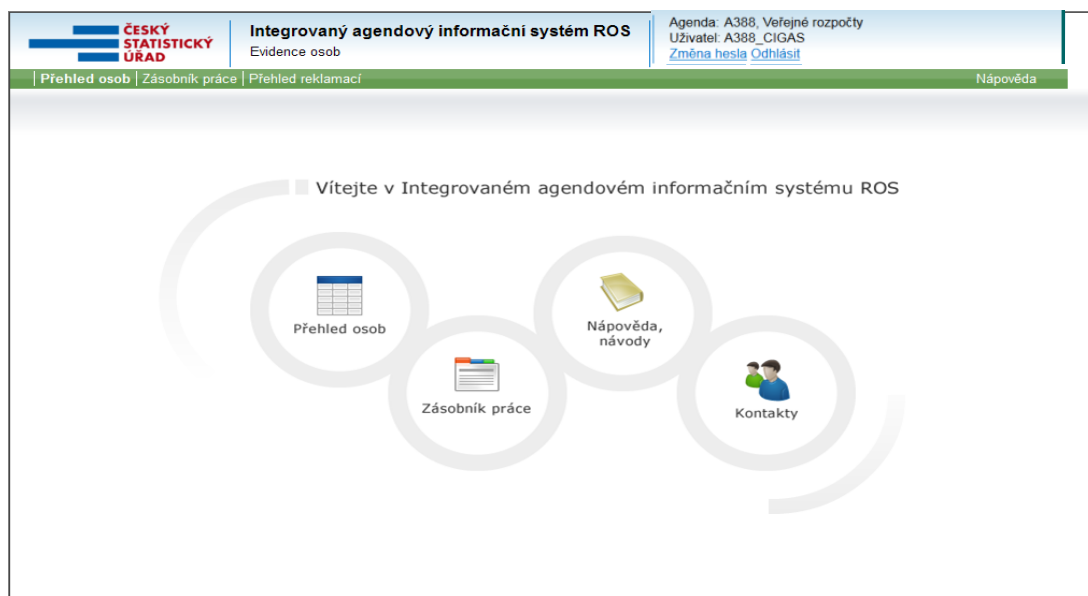 ČESKÝ
STATISTICKÝ
ÚŘAD
Integrovaný agendový informační systém ROS
Evidence osob
Agenda: A388, Veřejné rozpočty
Uživatel: A388_CIGAS
Změna hesla Odhlásit
Přehled osob | Zásobník práce | Přehled reklamací
Nápověda
Vítejte v Integrovaném agendovém informačním systému ROS
Přehled osob
Nápověda,
návody
Zásobník práce
Kontakty